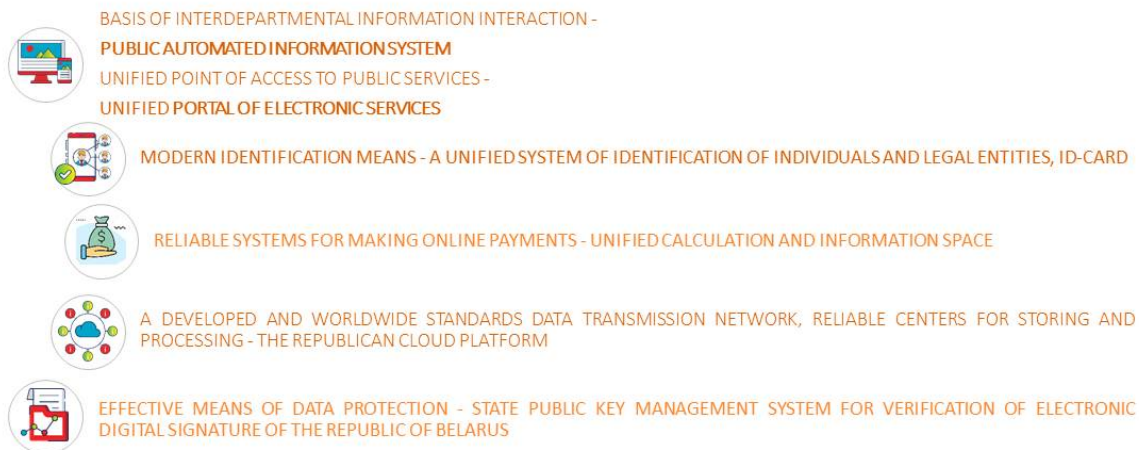 BASIS OF INTERDEPARTMENTAL INFORMATION INTERACTION -
PUBLIC AUTOMATED INFORMATION SYSTEM
UNIFIED POINT OF ACCESS TO PUBLIC SERVICES -
UNIFIED PORTAL OF ELECTRONIC SERVICES
MODERN IDENTIFICATION MEANS - A UNIFIED SYSTEM OF IDENTIFICATION OF INDIVIDUALS AND LEGAL ENTITIES, ID-CARD
$
RELIABLE SYSTEMS FOR MAKING ONLINE PAYMENTS - UNIFIED CALCULATION AND INFORMATION SPACE
A DEVELOPED AND WORLDWIDE STANDARDS DATA TRANSMISSION NETWORK, RELIABLE CENTERS FOR STORING AND
PROCESSING - THE REPUBLICAN CLOUD PLATFORM
EFFECTIVE MEANS OF DATA PROTECTION - STATE PUBLIC KEY MANAGEMENT SYSTEM FOR VERIFICATION OF ELECTRONIC
DIGITAL SIGNATURE OF THE REPUBLIC OF BELARUS